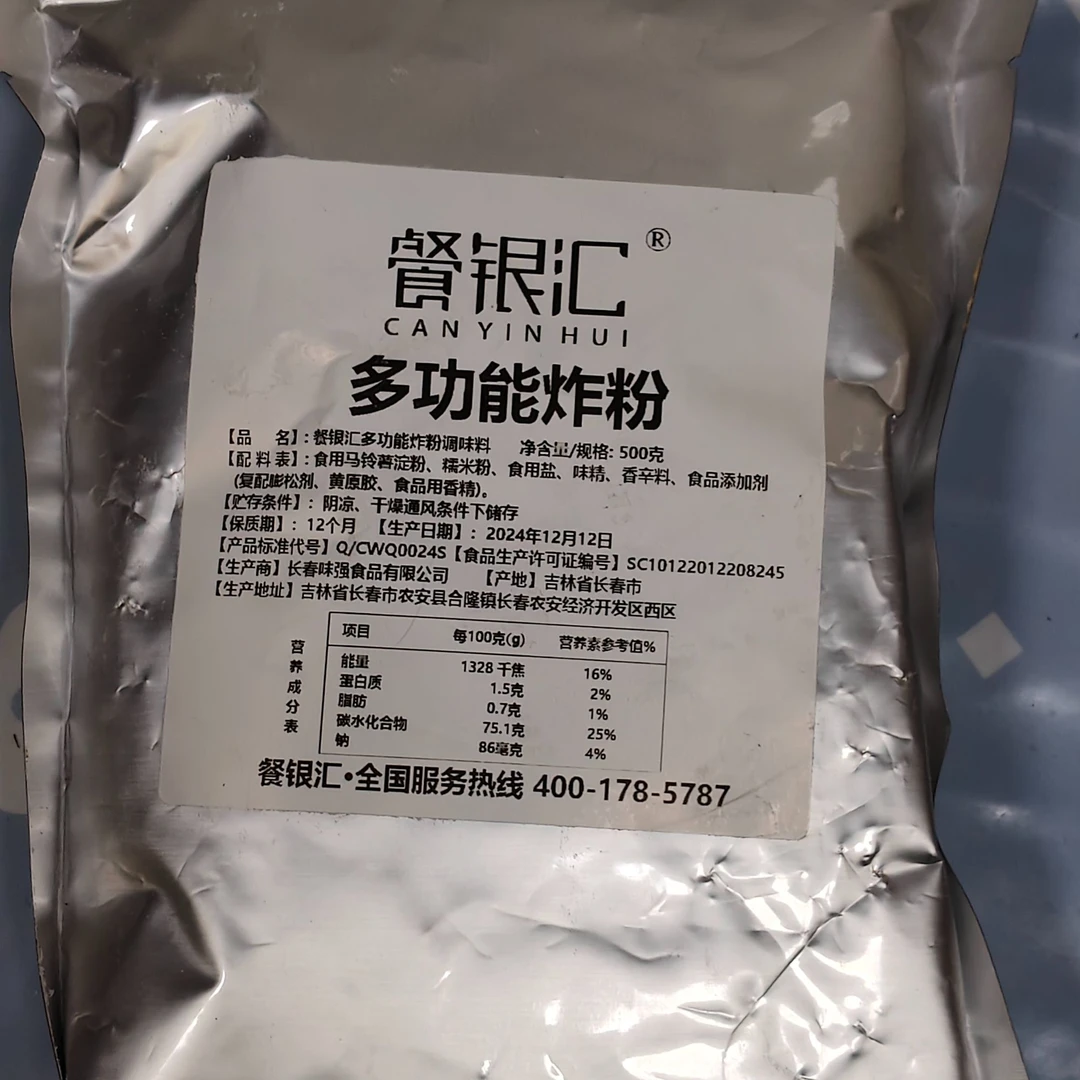 餐银汇®
CANYINHUI
多功能炸粉
【品 名】：餐银汇多功能炸粉调味料 净含量/规格: 500克
【配料表】：食用马铃薯淀粉、糯米粉、食用盐、味精、香辛料、食品添加剂
(复配膨松剂、黄原胶、食品用香精)。
【贮存条件】： 阴凉、干燥通风条件下储存
【保质期】：12个月 【生产日期】：2024年12月12日
【产品标准代号】Q/CWQ0024S【食品生产许可证编号】SC10122012208245
【生产商】长春味强食品有限公司 【产地】吉林省长春市
【生产地址】吉林省长春市农安县合隆镇长春农安经济开发区西区
营养成分表
项目 每100克(g) 营养素参考值%
能量 1328 千焦 16%
蛋白质 1.5克 2%
脂肪 0.7克 1%
碳水化合物 75.1克 25%
钠 86毫克 4%
餐银汇•全国服务热线 400-178-5787